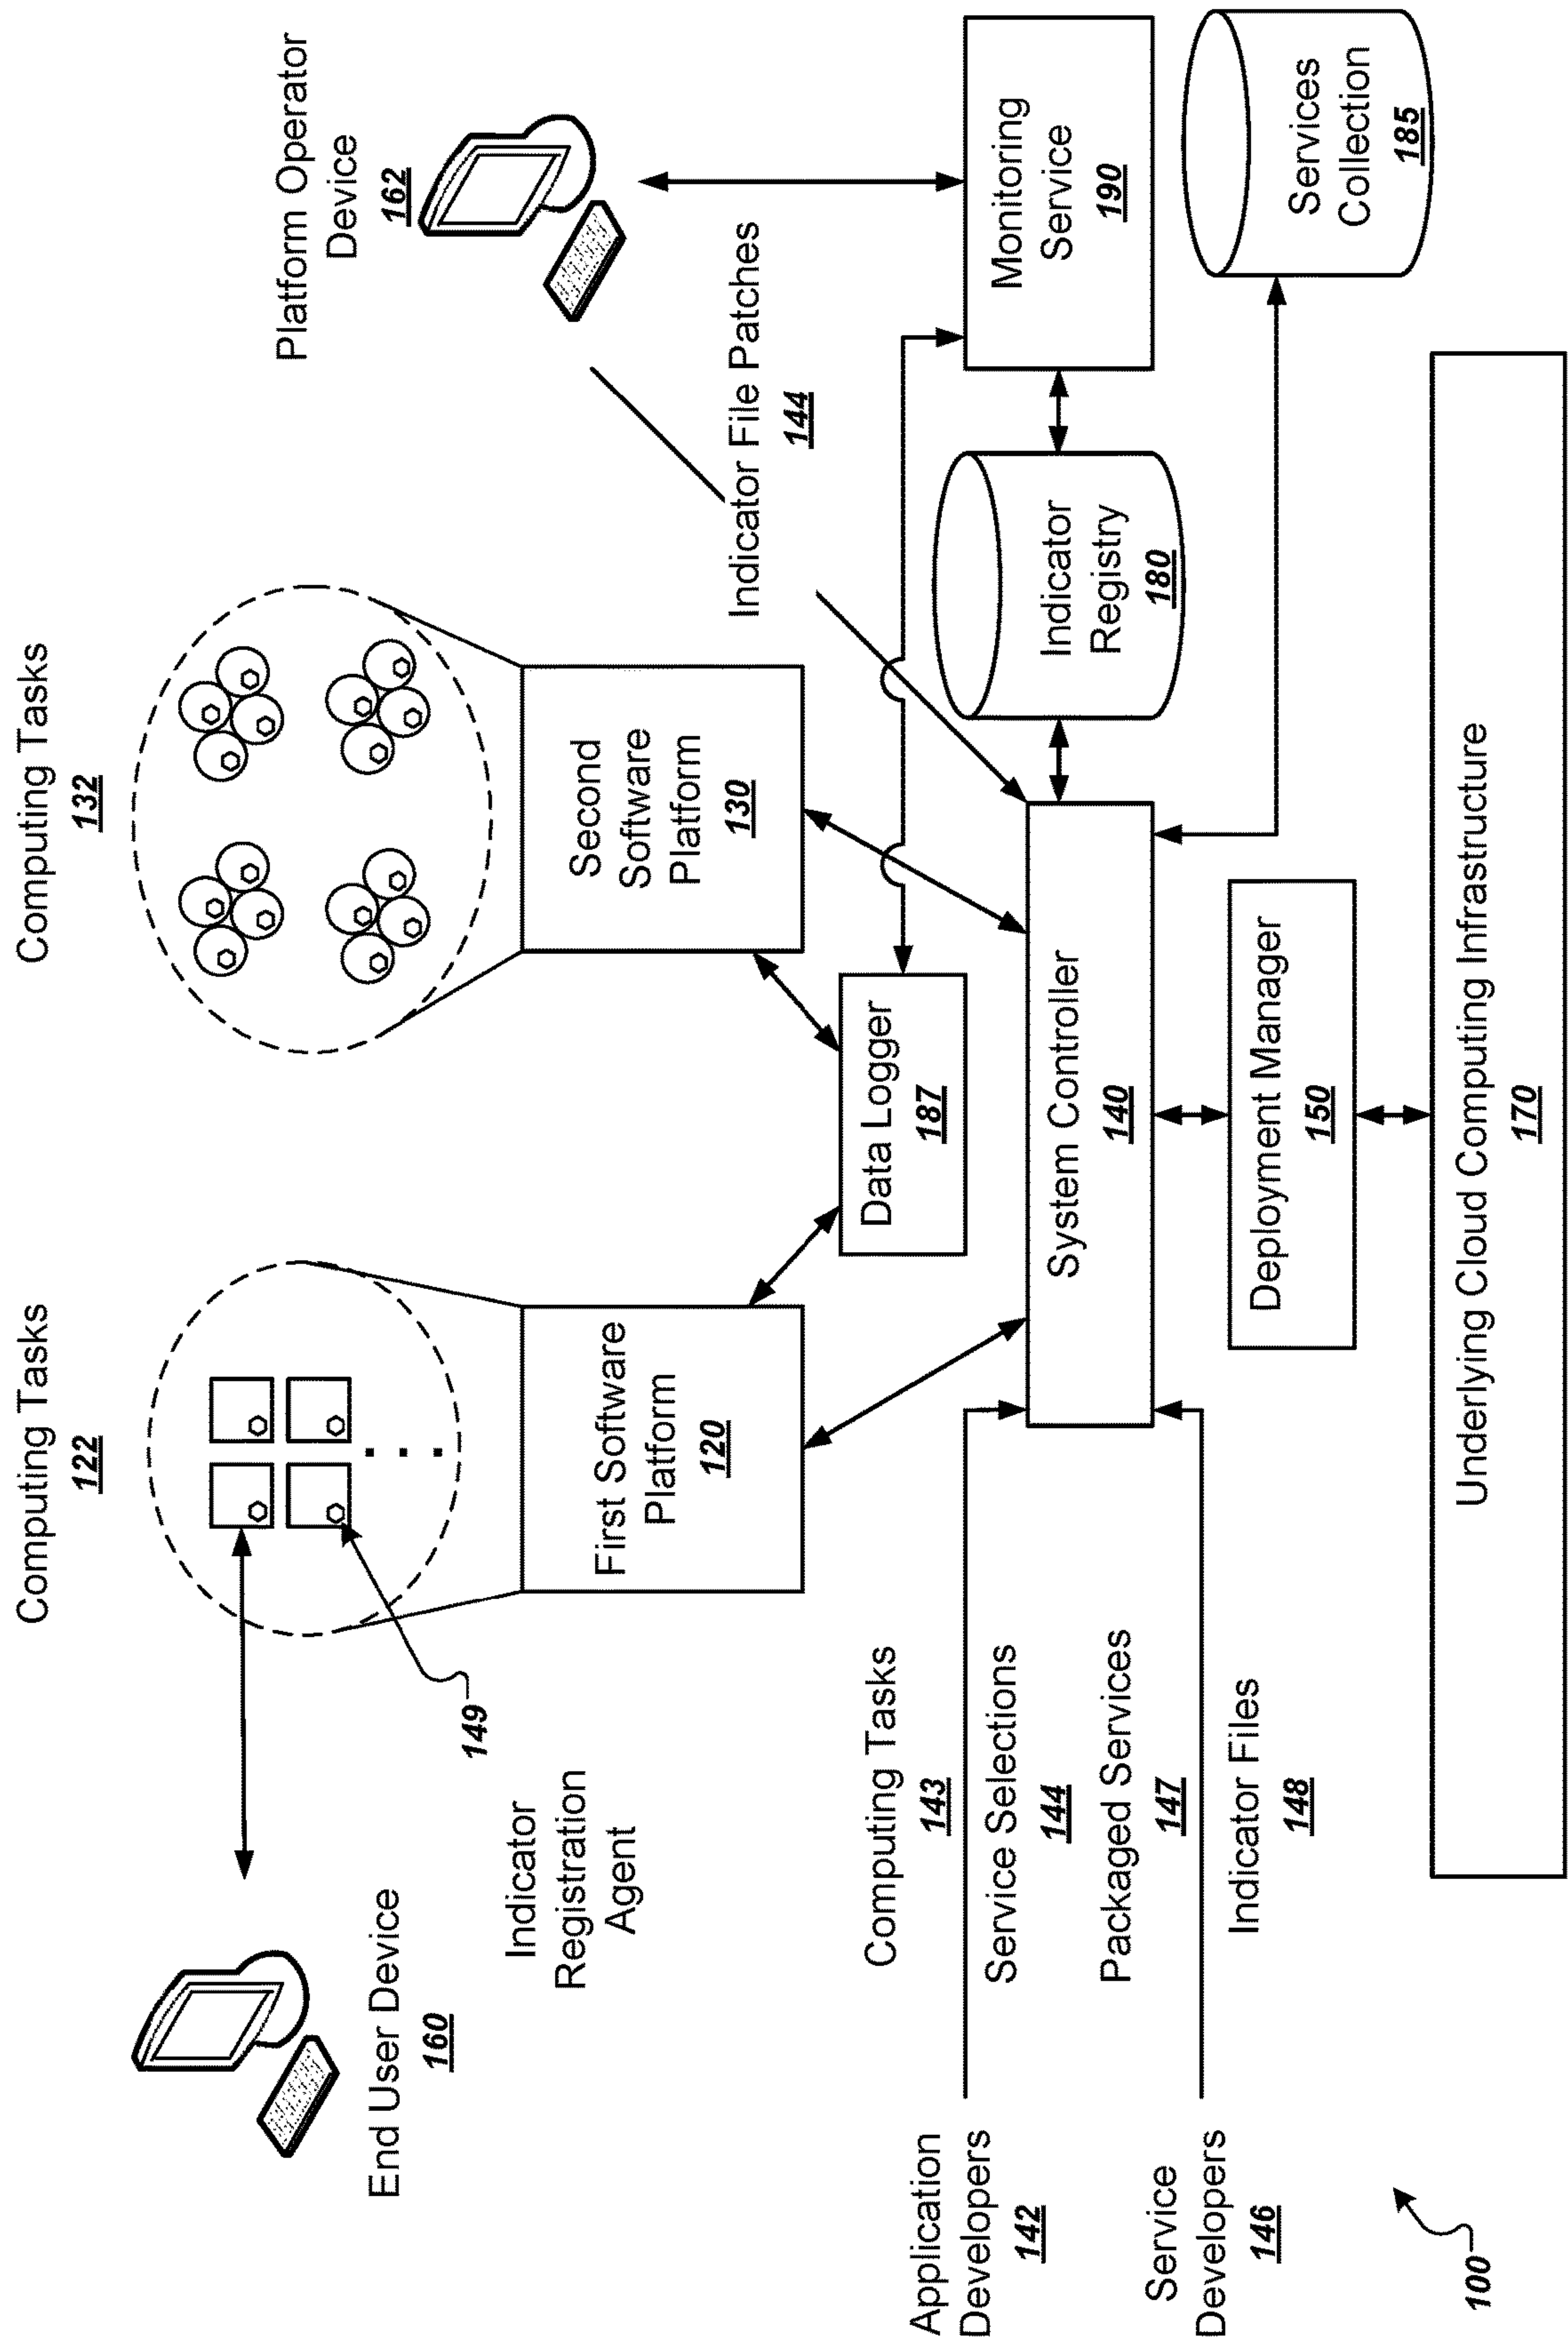 Computing Tasks
122
Computing Tasks
132
Platform Operator
Device
162
End User Device
160
Indicator
Registration
Agent
149
First Software
Platform
120
Second
Software
Platform
130
Indicator File Patches
144
Data Logger
187
Application
Developers
142
Computing Tasks
143
Service Selections
144
Service
Developers
146
Packaged Services
147
Indicator Files
148
System Controller
140
Indicator
Registry
180
Monitoring
Service
190
Services
Collection
185
Deployment Manager
150
Underlying Cloud Computing Infrastructure
170
100